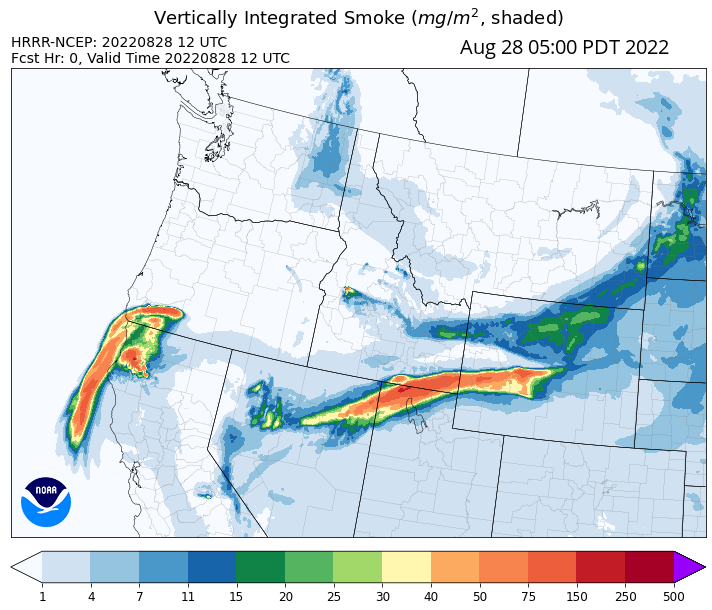 Vertically Integrated Smoke (mg/m², shaded)
HRRR-NCEP: 20220828 12 UTC
Fcst Hr: 0, Valid Time 20220828 12 UTC
Aug 28 05:00 PDT 2022
NOAA
1 4 7 11 15 20 25 30 40 50 75 150 250 500